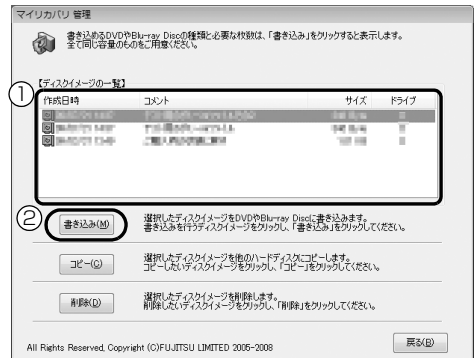 マイリカバリ 管理
書き込めるDVDやBlu-ray Discの種類と必要な枚数は、「書き込み」をクリックすると表示します。
全て同じ容量のものをご用意ください。
【ディスクイメージの一覧】
①
作成日時 コメント サイズ ドライブ
②
書き込み(M)
選択したディスクイメージをDVDやBlu-ray Discに書き込みます。
書き込みを行うディスクイメージをクリックし、「書き込み」をクリックしてください。
コピー(C)
選択したディスクイメージを他のハードディスクにコピーします。
コピーしたいディスクイメージをクリックし、「コピー」をクリックしてください。
削除(D)
選択したディスクイメージを削除します。
削除したいディスクイメージをクリックし、「削除」をクリックしてください。
All Rights Reserved, Copyright (C)FUJITSU LIMITED 2005-2008
戻る(B)